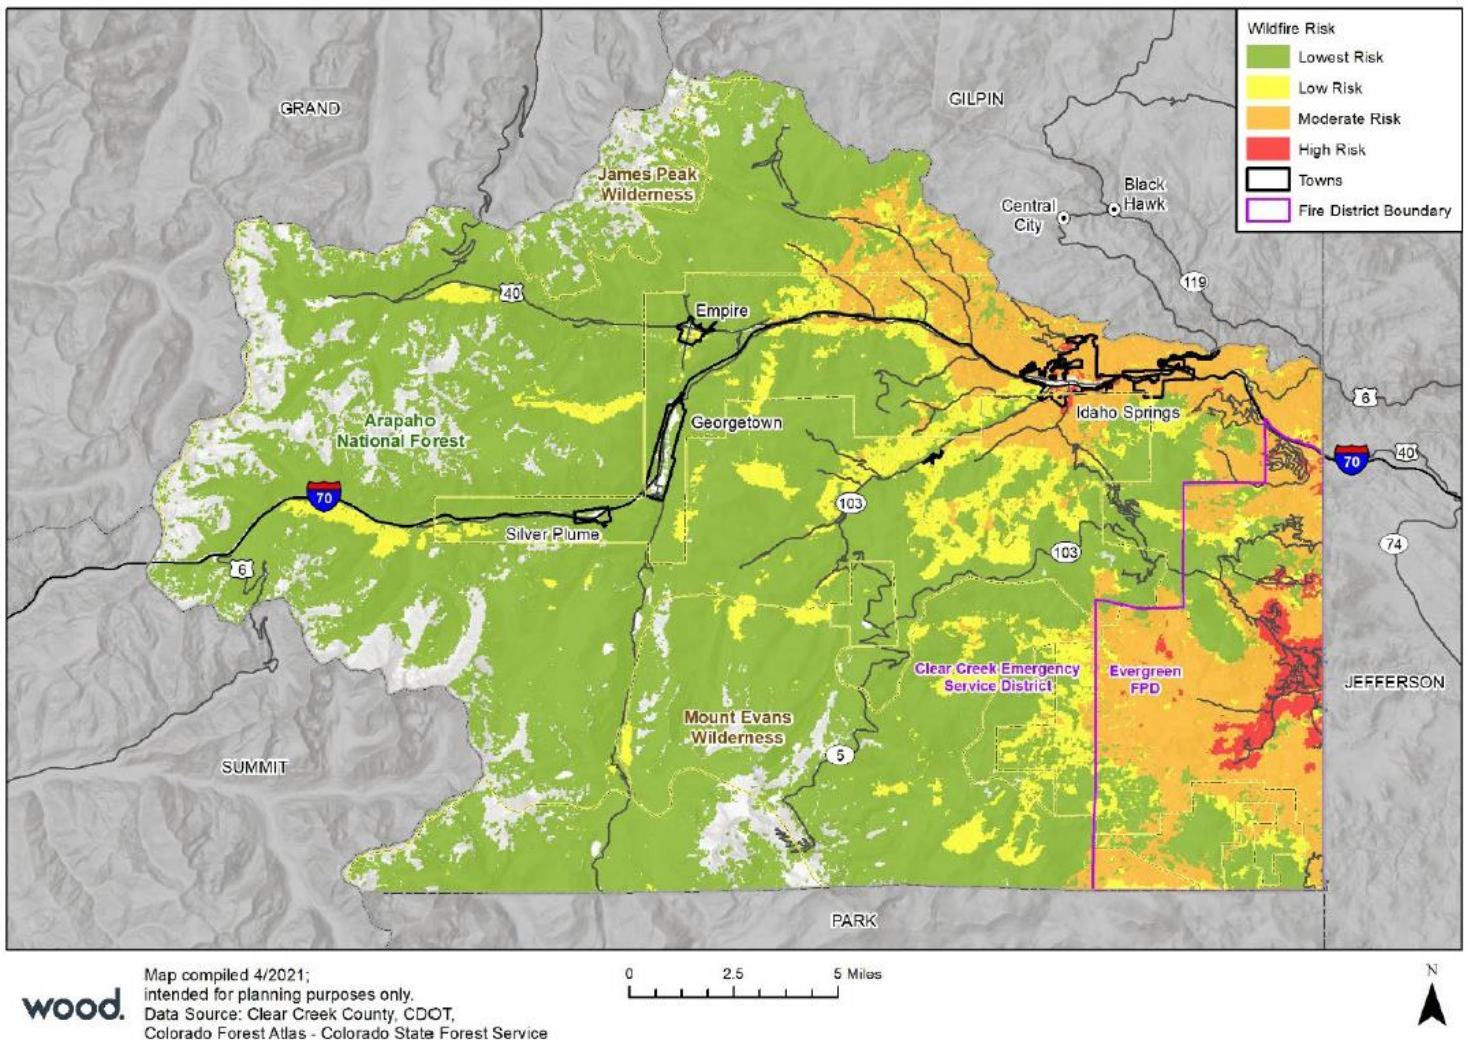 Wildfire Risk
Lowest Risk
Low Risk
Moderate Risk
High Risk
Towns
Fire District Boundary
GRAND
GILPIN
James Peak
Wilderness
Black
Hawk
Central
City
119
40
Empire
6
Arapaho
National Forest
Georgetown
Idaho Springs
70
40
70
103
Silver Plume
103
74
6
Clear Creek Emergency
Service District
Evergreen
FPD
JEFFERSON
Mount Evans
Wilderness
5
SUMMIT
PARK
wood.
Map compiled 4/2021;
intended for planning purposes only.
Data Source: Clear Creek County, CDOT,
Colorado Forest Atlas - Colorado State Forest Service
0 2.5 5 Miles
N